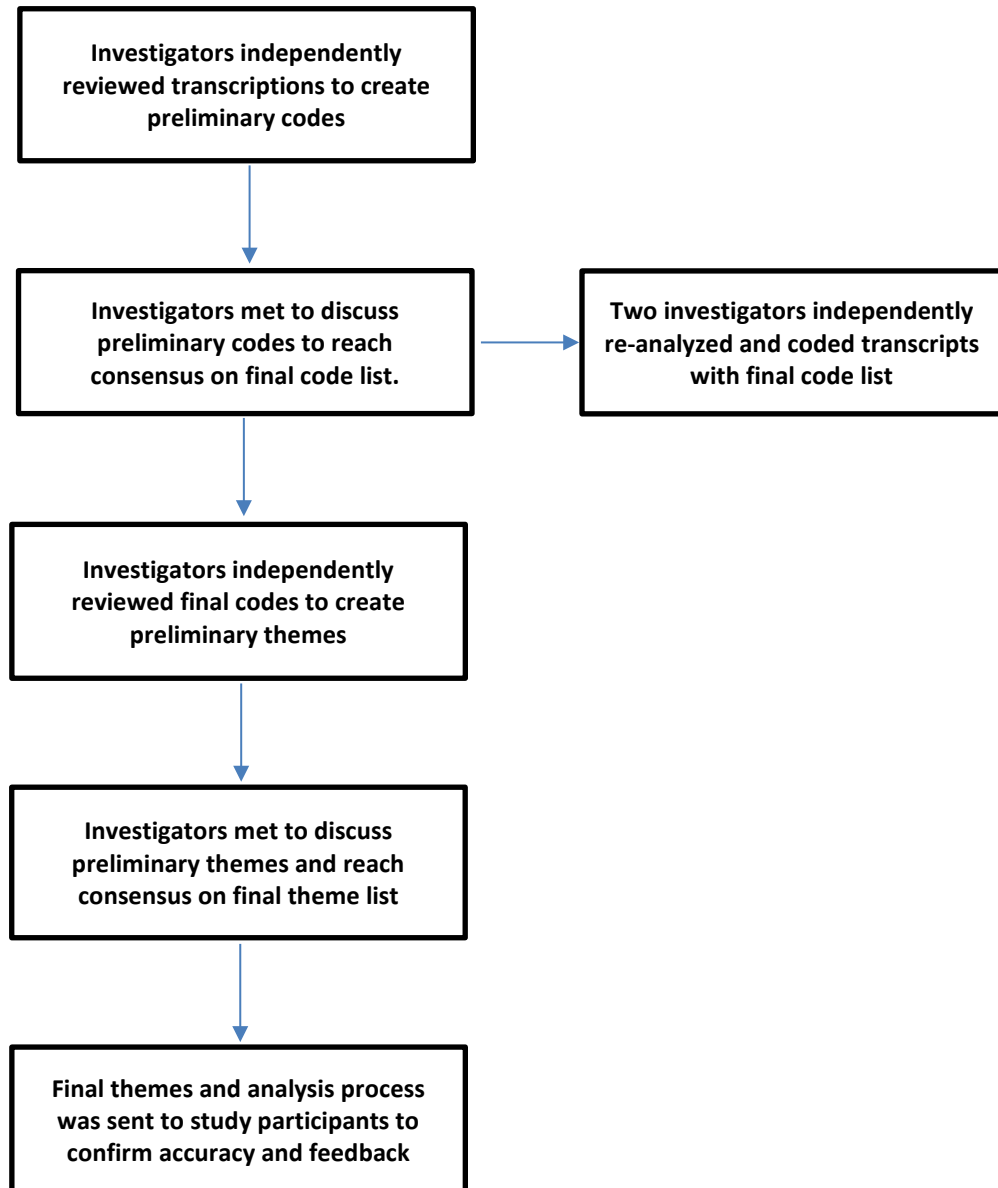 Investigators independently
reviewed transcriptions to create
preliminary codes
Investigators met to discuss
preliminary codes to reach
consensus on final code list.
Two investigators independently
re-analyzed and coded transcripts
with final code list
Investigators independently
reviewed final codes to create
preliminary themes
Investigators met to discuss
preliminary themes and reach
consensus on final theme list
Final themes and analysis process
was sent to study participants to
confirm accuracy and feedback